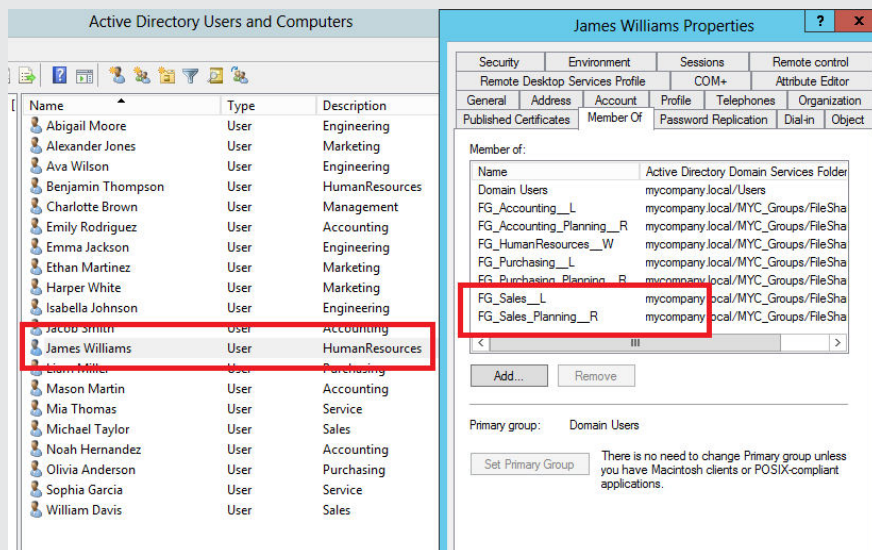 Active Directory Users and Computers
Name Type Description
Abigail Moore User Engineering
Alexander Jones User Marketing
Ava Wilson User Engineering
Benjamin Thompson User HumanResources
Charlotte Brown User Management
Emily Rodriguez User Accounting
Emma Jackson User Engineering
Ethan Martinez User Marketing
Harper White User Marketing
Isabella Johnson User Engineering
Jacob Smith User Accounting
James Williams User HumanResources
Liam Miller User Purchasing
Mason Martin User Accounting
Mia Thomas User Service
Michael Taylor User Sales
Noah Hernandez User Accounting
Olivia Anderson User Purchasing
Sophia Garcia User Service
William Davis User Sales
James Williams Properties ? x
Security Environment Sessions Remote control
Remote Desktop Services Profile COM+ Attribute Editor
General Address Account Profile Telephones Organization
Published Certificates Member Of Password Replication Dial-in Object
Member of:
Name Active Directory Domain Services Folder
Domain Users mycompany.local/Users
FG_Accounting__L mycompany.local/MYC_Groups/FileSha
FG_Accounting_Planning__R mycompany.local/MYC_Groups/FileSha
FG_HumanResources__W mycompany.local/MYC_Groups/FileSha
FG_Purchasing__L mycompany.local/MYC_Groups/FileSha
FG_Purchasing_Planning__R mycompany.local/MYC_Groups/FileSha
FG_Sales__L mycompany.local/MYC_Groups/FileSha
FG_Sales_Planning__R mycompany.local/MYC_Groups/FileSha
Add... Remove
Primary group: Domain Users
Set Primary Group
There is no need to change Primary group unless
you have Macintosh clients or POSIX-compliant
applications.